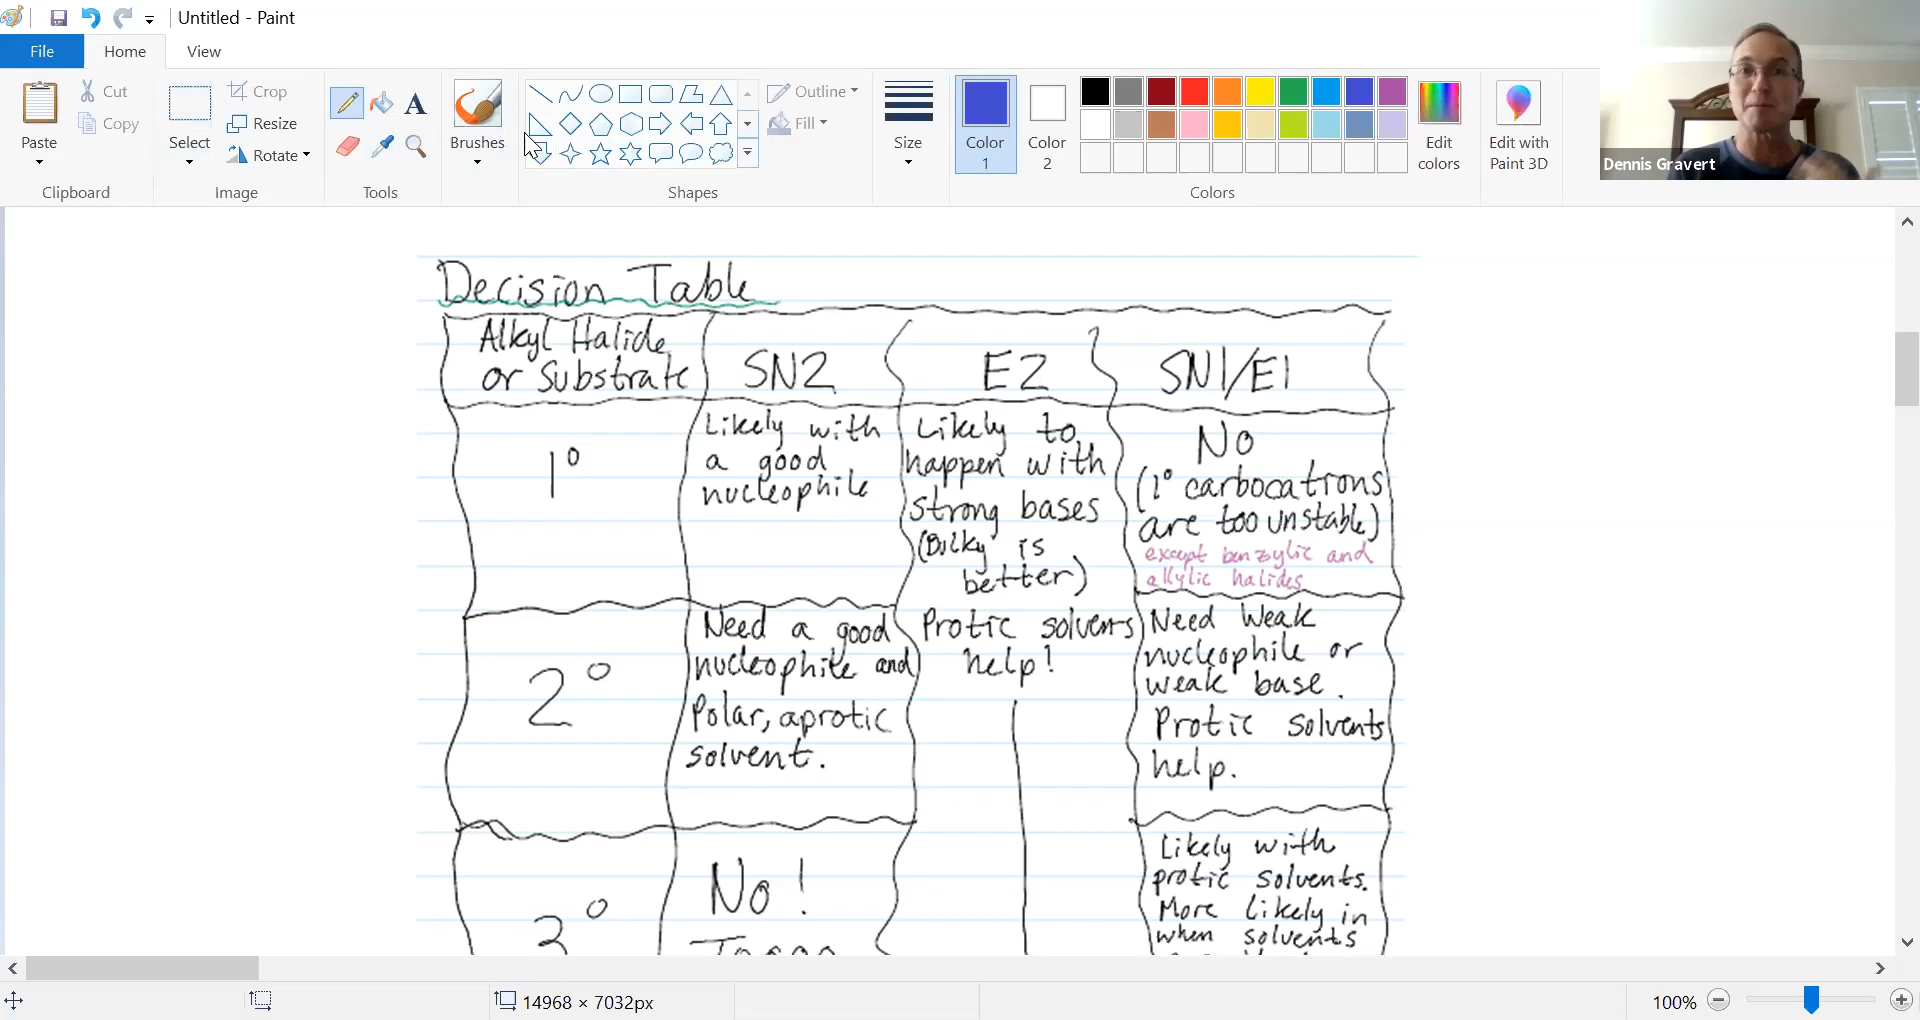 Untitled - Paint
File
Home
View
Paste
Cut
Copy
Clipboard
Select
Crop
Resize
Rotate
Image
A
Tools
Brushes
Outline
Fill
Shapes
Size
Color
1
Color
2
Edit
colors
Colors
Edit with
Paint 3D
Dennis Gravert
Decision Table
Alkyl Halide
or Substrate
SN2
E2
SN1/E1
1°
Likely with
a good
nucleophile
Likely to
happen with
strong bases
(Bulky is
better)
Protic solvents
help!
No
(1° carbocations
are too unstable)
except benzylic and
allylic halides
2°
Need a good
nucleophile and
Polar, aprotic
solvent.
Need Weak
nucleophile or
weak base.
Protic solvents
help.
3°
No!
Likely with
protic solvents.
More likely in
when solvents
14968 × 7032px
100%